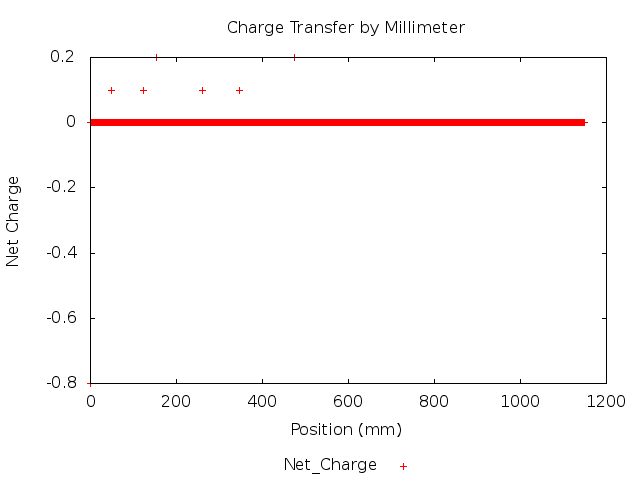 Charge Transfer by Millimeter
0.2
0
-0.2
-0.4
-0.6
-0.8
Net Charge
0 200 400 600 800 1000 1200
Position (mm)
Net_Charge